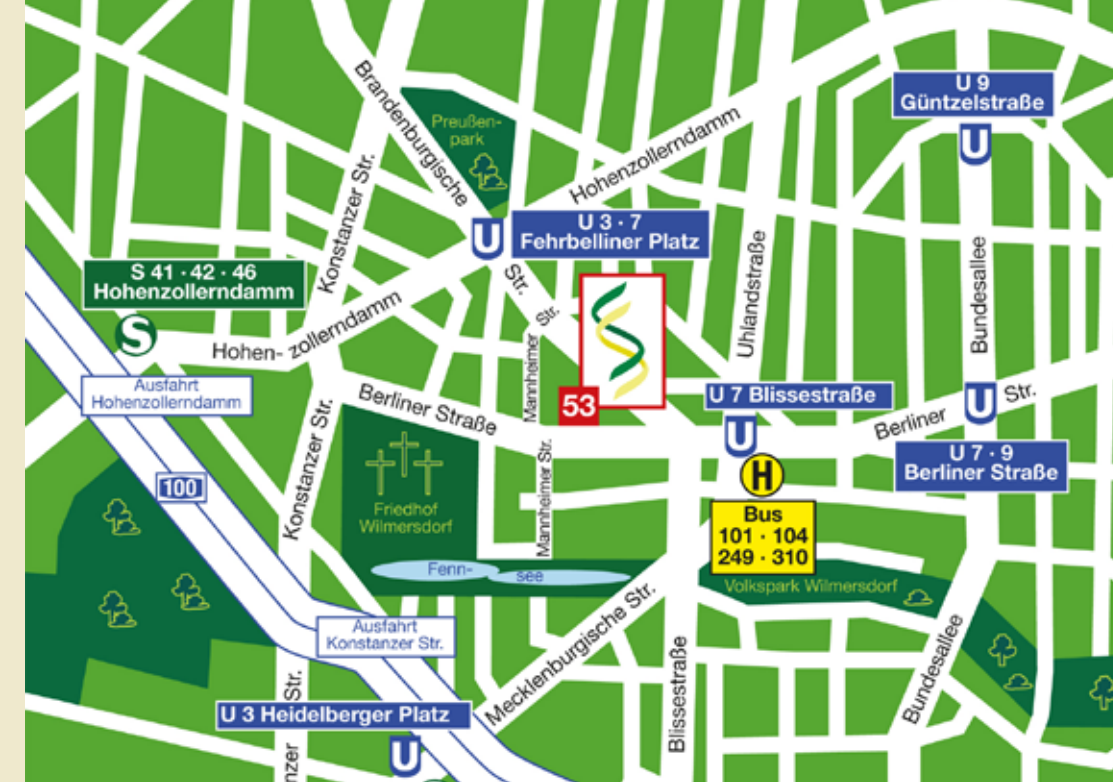 U 9
Güntzelstraße
U
Brandenburgische
Preußen-
park
Hohenzollerndamm
Konstanzer Str.
U
U 3 · 7
Fehrbelliner Platz
Str.
S 41 · 42 · 46
Hohenzollerndamm
S
Hohen- zollerndamm
Str.
Mannheimer
Uhlandstraße
Bundesallee
Ausfahrt
Hohenzollerndamm
Berliner Straße
53
U 7 Blissestraße
U
Berliner
U
Str.
U 7 · 9
Berliner Straße
H
Bus
101 · 104
249 · 310
Konstanzer Str.
100
Friedhof
Wilmersdorf
Mannheimer Str.
Fenn-
see
Volkspark Wilmersdorf
Ausfahrt
Konstanzer Str.
Mecklenburgische Str.
Blissestraße
Bundesallee
Str.
U 3 Heidelberger Platz
U
nzer